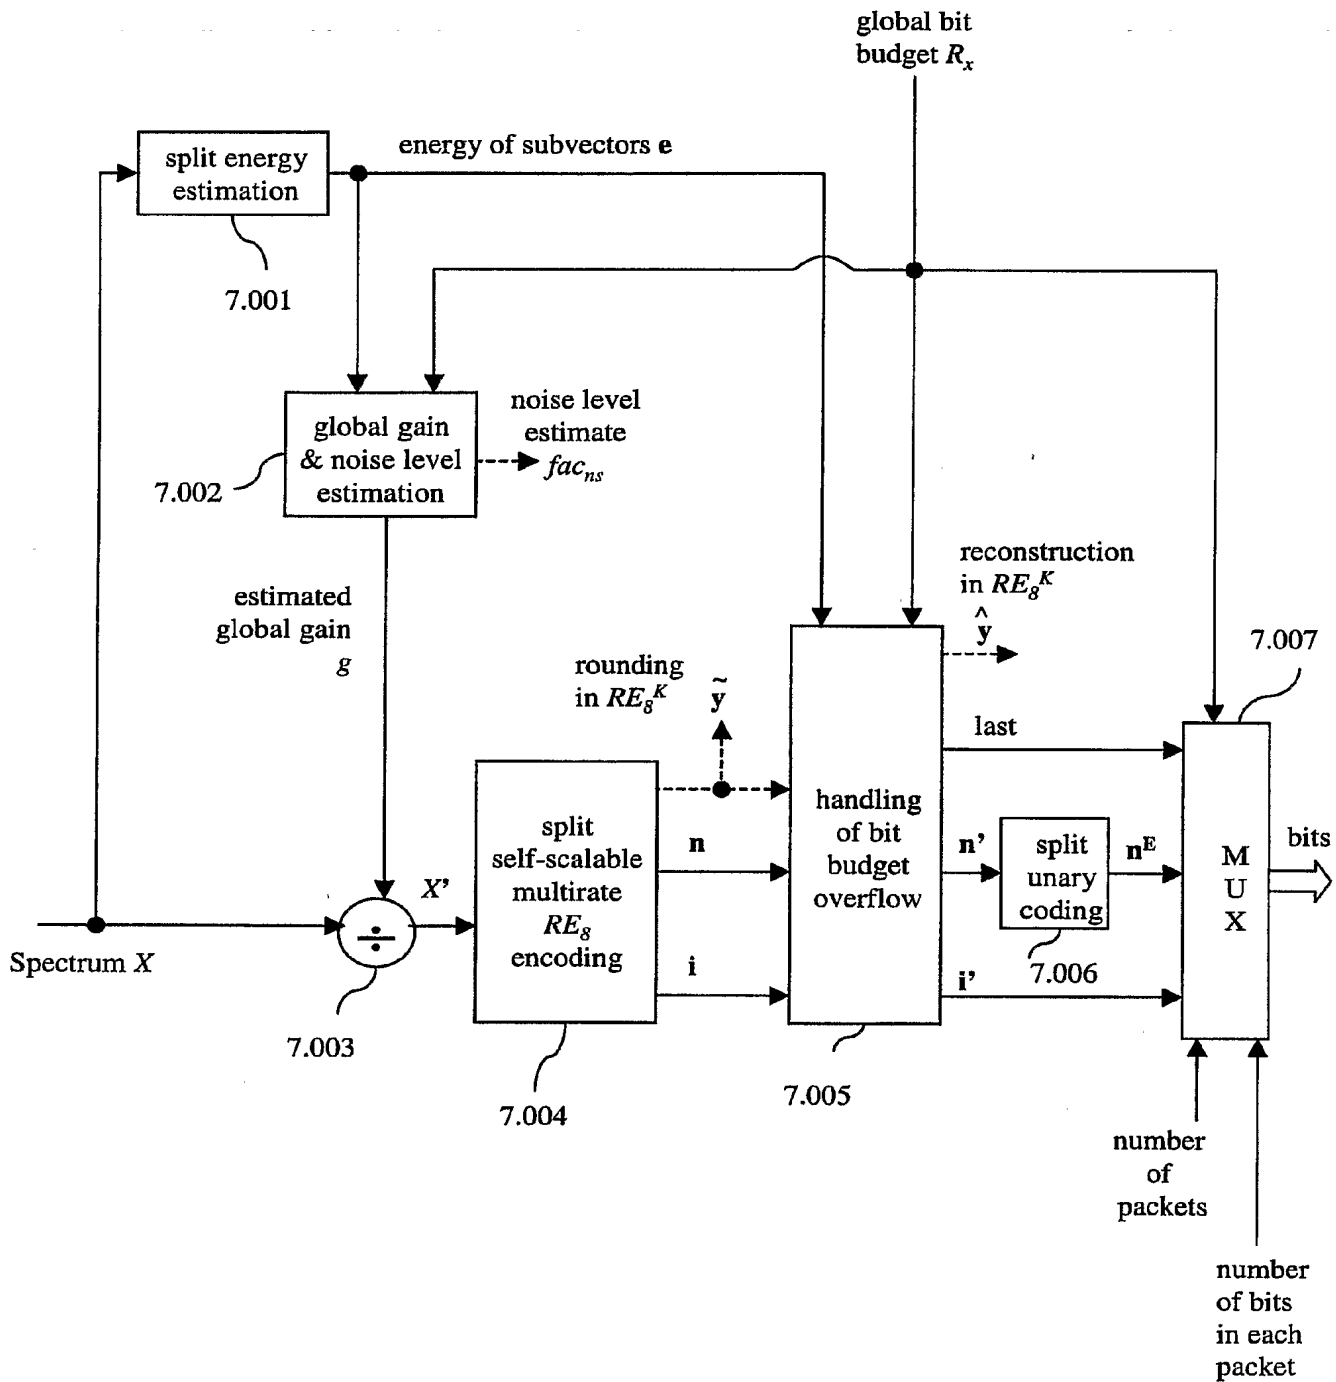 global bit
budget Rₓ
split energy
estimation
energy of subvectors e
7.001
global gain
& noise level
estimation
noise level
estimate
fac_ns
7.002
estimated
global gain
g
reconstruction
in RE₈ᴷ
ŷ
rounding
in RE₈ᴷ
ỹ
7.007
last
split
self-scalable
multirate
RE₈
encoding
n
i
handling
of bit
budget
overflow
n'
split
unary
coding
nᴱ
M
U
X
bits
X'
÷
Spectrum X
i'
7.006
7.003
7.004
7.005
number
of
packets
number
of bits
in each
packet